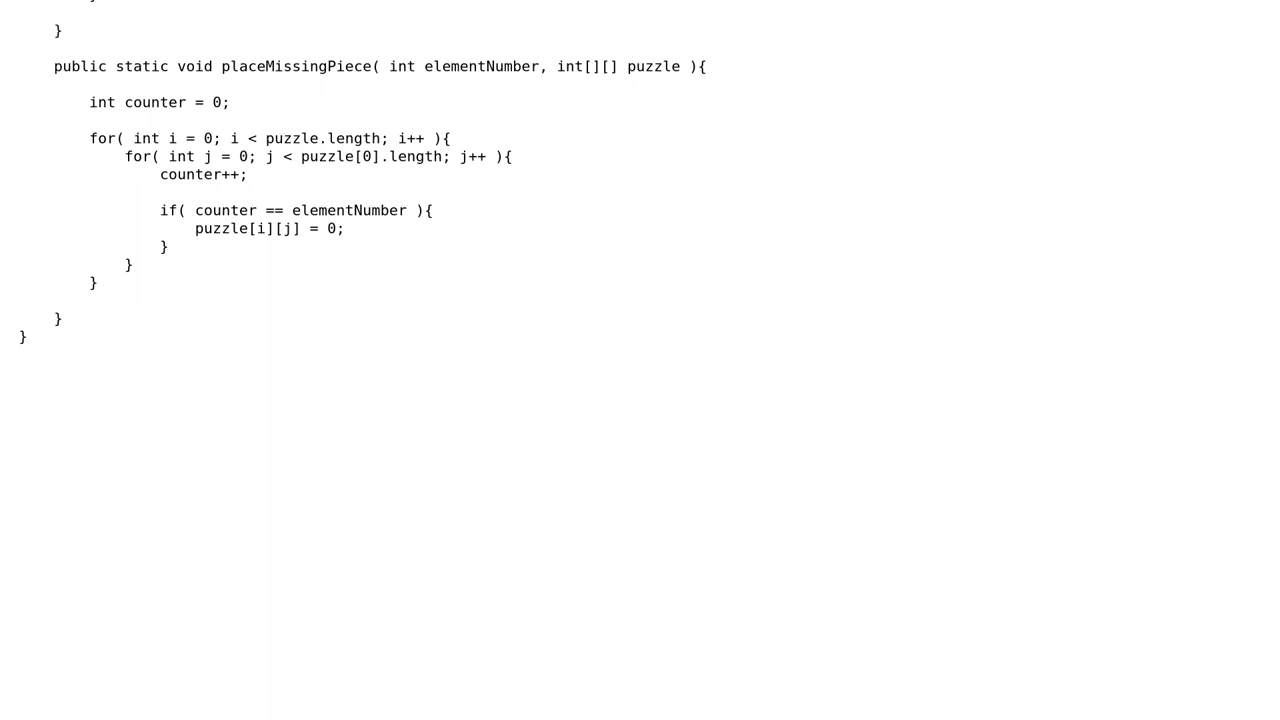 }
public static void placeMissingPiece( int elementNumber, int[][] puzzle ){
int counter = 0;
for( int i = 0; i < puzzle.length; i++ ){
for( int j = 0; j < puzzle[0].length; j++ ){
counter++;
if( counter == elementNumber ){
puzzle[i][j] = 0;
}
}
}
}
}